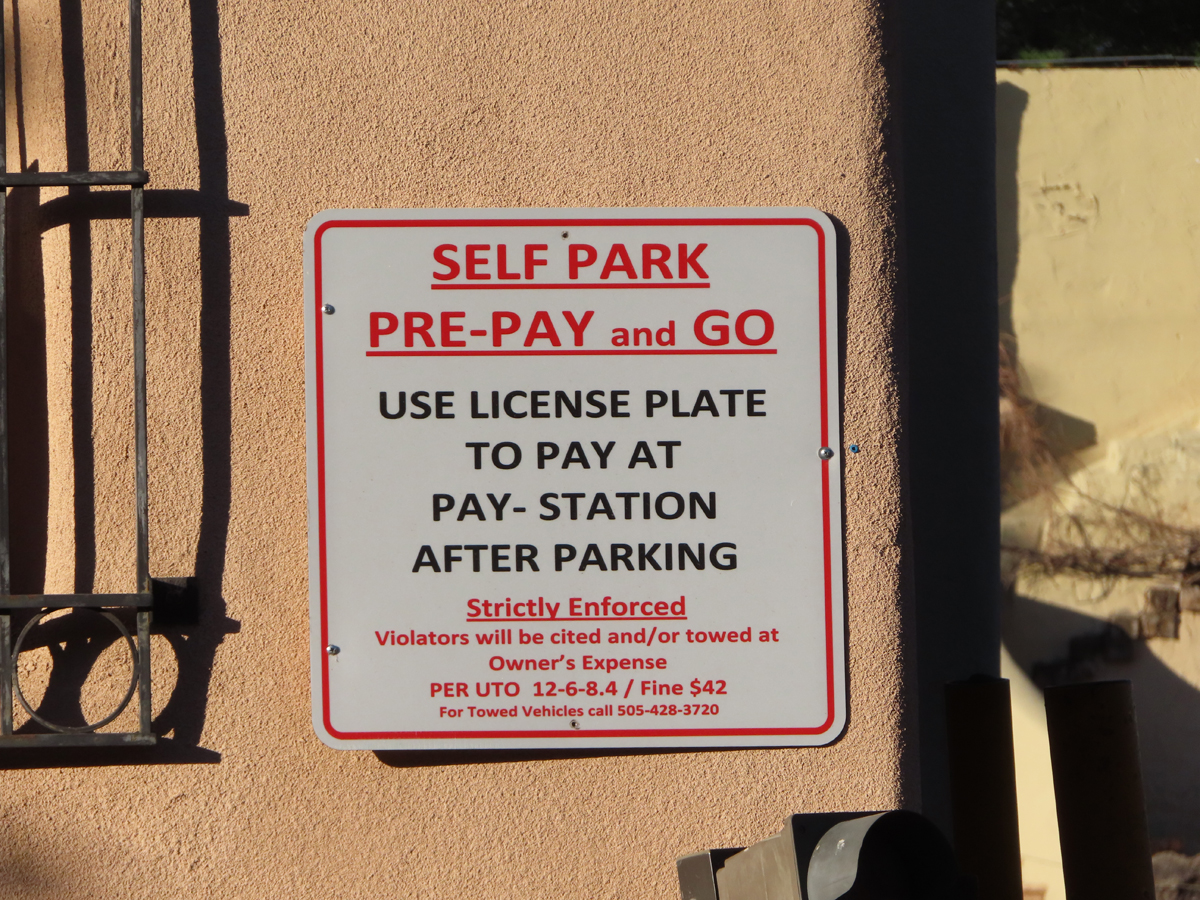 SELF PARK
PRE-PAY and GO
USE LICENSE PLATE
TO PAY AT
PAY- STATION
AFTER PARKING
Strictly Enforced
Violators will be cited and/or towed at
Owner's Expense
PER UTO  12-6-8.4 / Fine $42
For Towed Vehicles call 505-428-3720